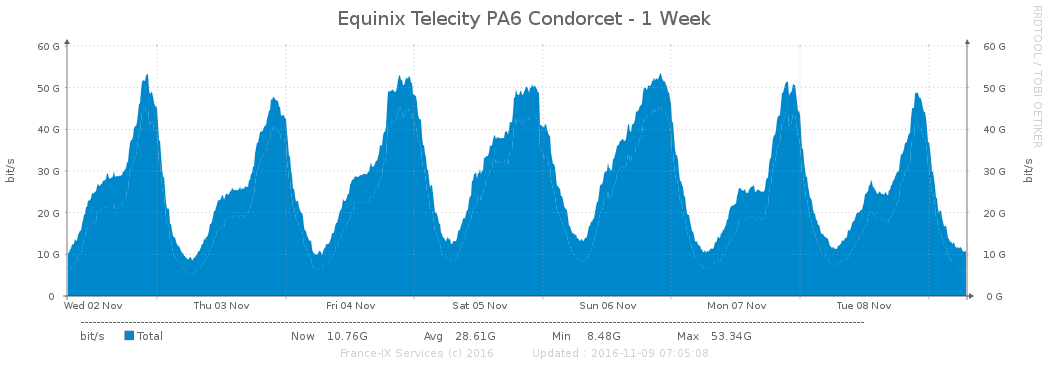 Equinix Telecity PA6 Condorcet - 1 Week
RRDTOOL / TOBI OETIKER
bit/s
60 G 60 G
50 G 50 G
40 G 40 G
30 G 30 G
20 G 20 G
10 G 10 G
0 0 G
bit/s
Wed 02 Nov Thu 03 Nov Fri 04 Nov Sat 05 Nov Sun 06 Nov Mon 07 Nov Tue 08 Nov
bit/s Total Now 10.76G Avg 28.61G Min 8.48G Max 53.34G
France-IX Services (c) 2016 Updated : 2016-11-09 07:05:08